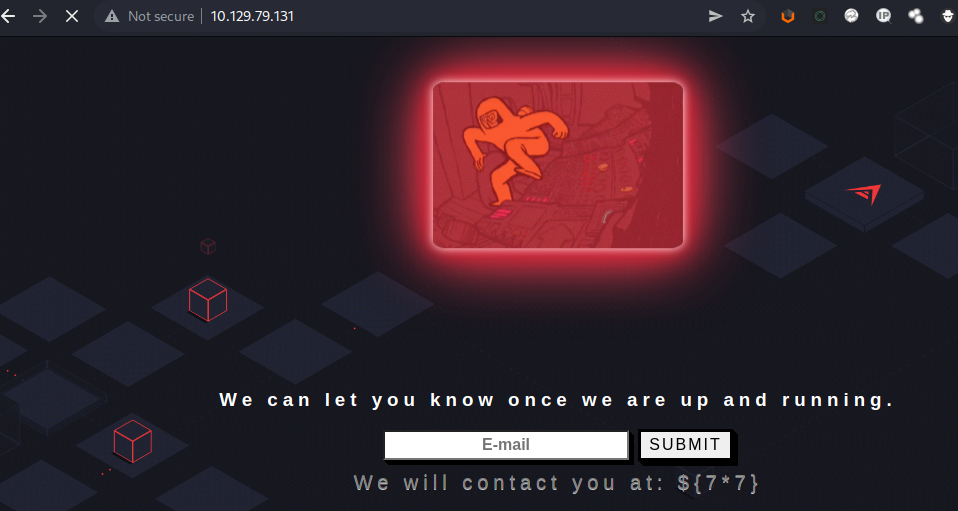 Not secure | 10.129.79.131
IP
We can let you know once we are up and running.
E-mail SUBMIT
We will contact you at: ${7*7}